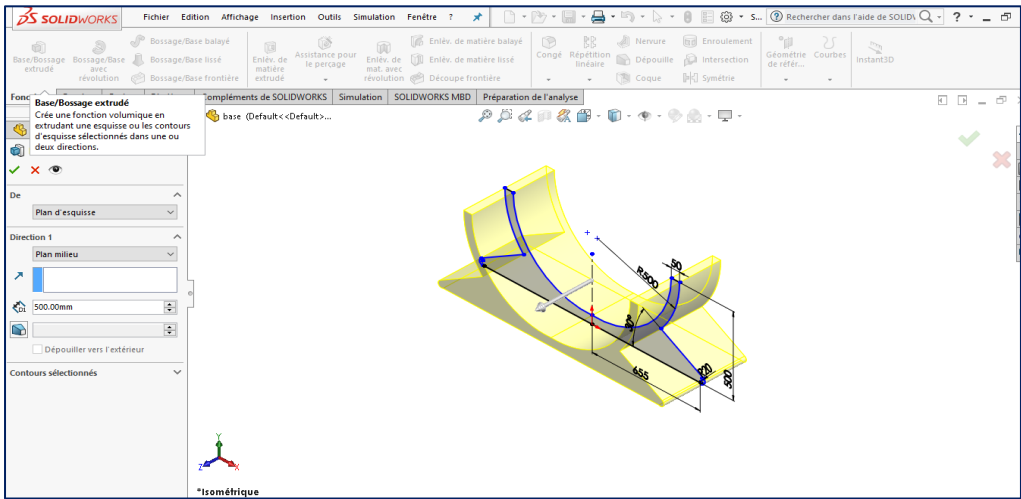 SOLIDWORKS Fichier Edition Affichage Insertion Outils Simulation Fenêtre ? S... Rechercher dans l'aide de SOLID ?
Base/Bossage extrudé
Bossage/Base avec révolution
Bossage/Base balayé
Bossage/Base lissé
Bossage/Base frontière
Enlèv. de matière extrudé
Assistance pour le perçage
Enlèv. de mat. avec révolution
Enlèv. de matière balayé
Enlèv. de matière lissé
Découpe frontière
Congé
Répétition linéaire
Nervure
Dépouille
Coque
Enroulement
Intersection
Symétrie
Géométrie de référ...
Courbes
Instant3D
Compléments de SOLIDWORKS Simulation SOLIDWORKS MBD Préparation de l'analyse
Base/Bossage extrudé
Crée une fonction volumique en
extrudant une esquisse ou les contours
d'esquisse sélectionnés dans une ou
deux directions.
base (Default<<Default>...
De
Plan d'esquisse
Direction 1
Plan milieu
D1
500.00mm
Dépouiller vers l'extérieur
Contours sélectionnés
50
R500
30°
655
500
Y
Z
X
*Isométrique